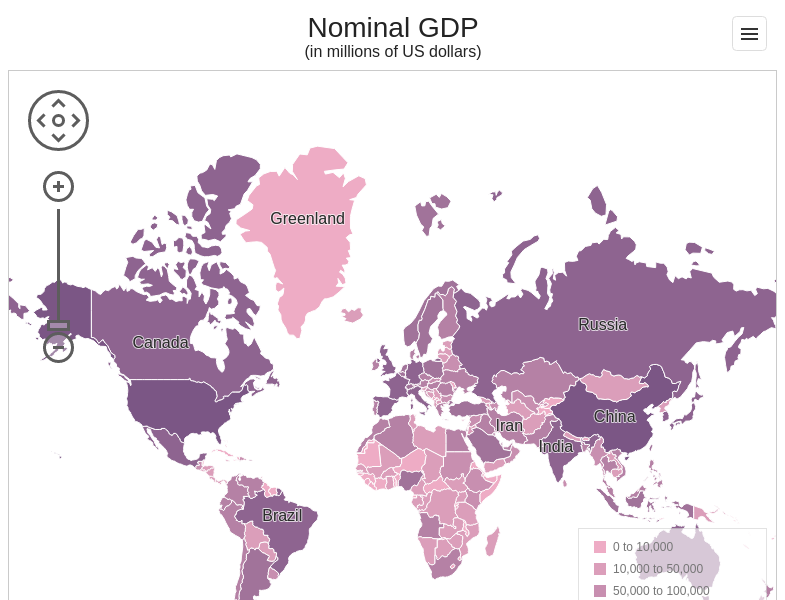 Nominal GDP
(in millions of US dollars)
Greenland
Canada
Russia
China
Iran
India
Brazil
0 to 10,000
10,000 to 50,000
50,000 to 100,000